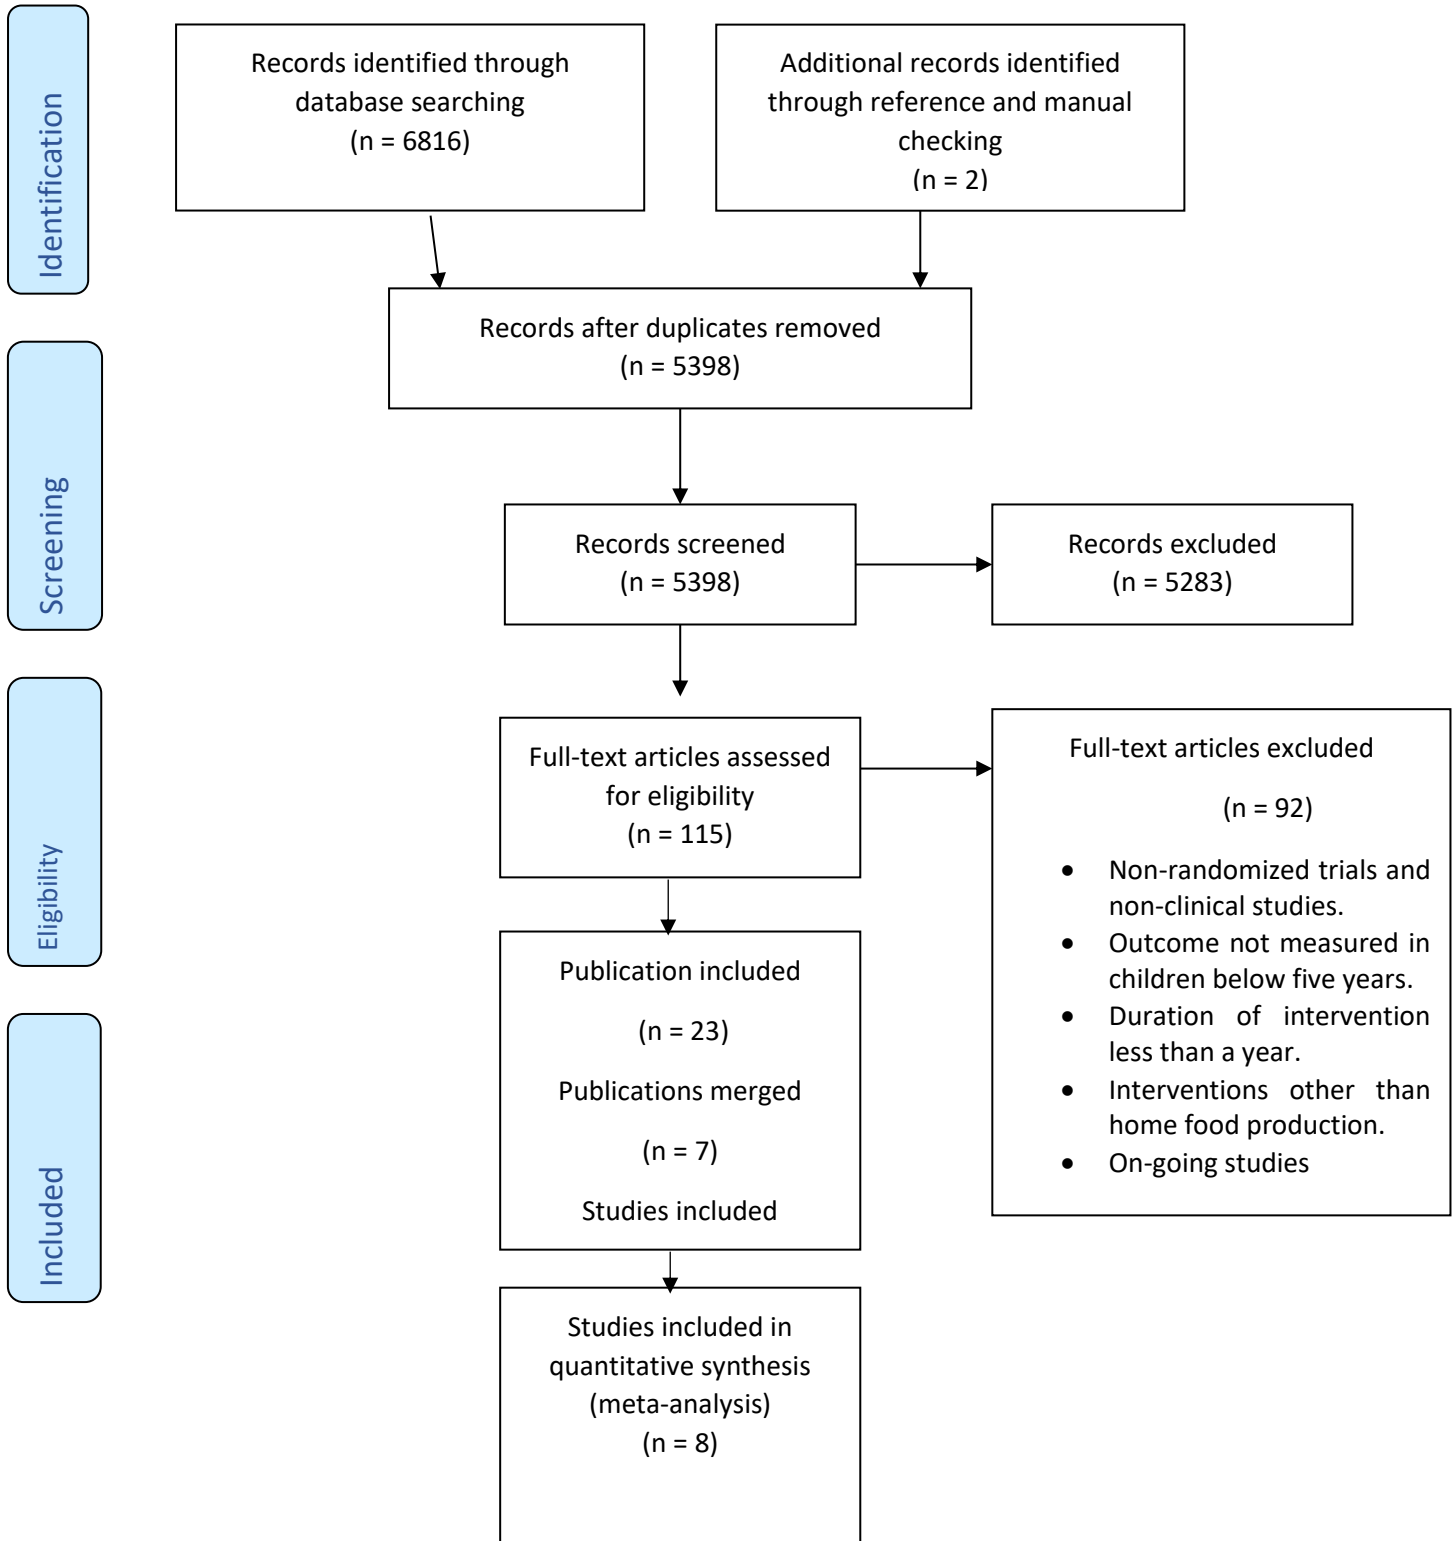 Identification
Records identified through
database searching
(n = 6816)
Additional records identified
through reference and manual
checking
(n = 2)
Records after duplicates removed
(n = 5398)
Screening
Records screened
(n = 5398)
Records excluded
(n = 5283)
Eligibility
Full-text articles assessed
for eligibility
(n = 115)
Full-text articles excluded
(n = 92)
• Non-randomized trials and
non-clinical studies.
• Outcome not measured in
children below five years.
• Duration of intervention
less than a year.
• Interventions other than
home food production.
• On-going studies
Included
Publication included
(n = 23)
Publications merged
(n = 7)
Studies included
Studies included in
quantitative synthesis
(meta-analysis)
(n = 8)